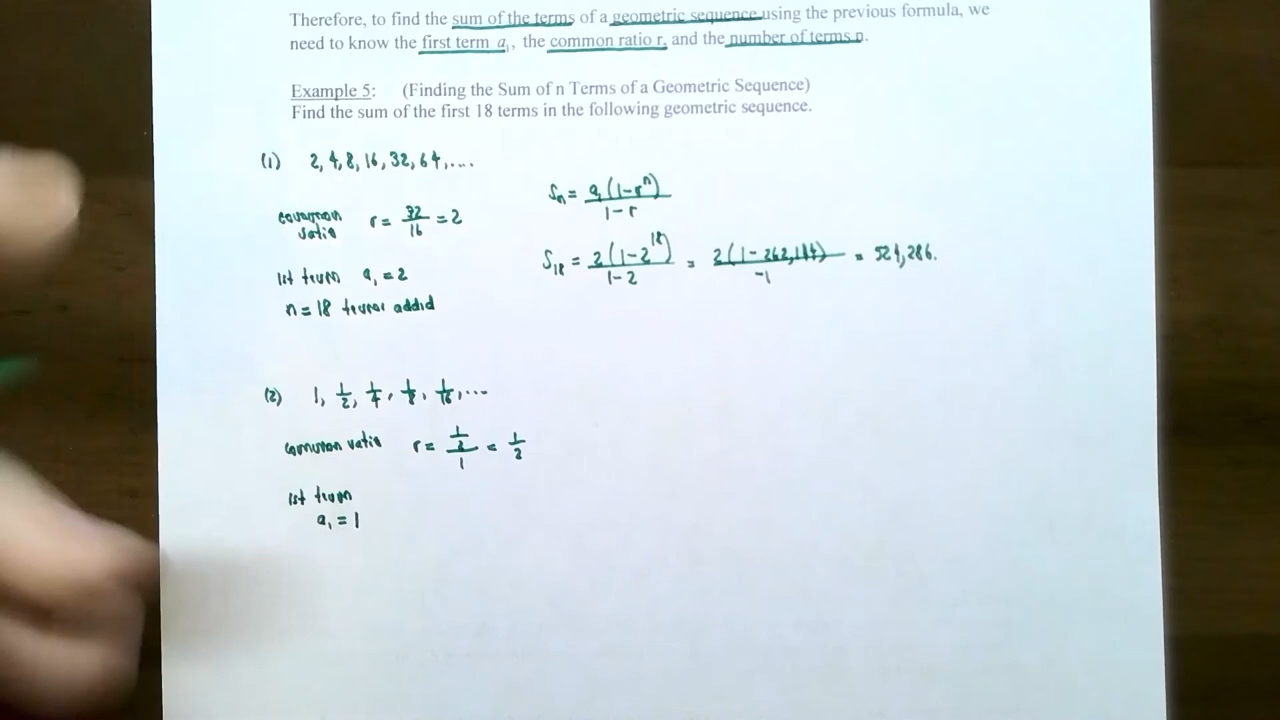 Therefore, to find the sum of the terms of a geometric sequence using the previous formula, we
need to know the first term a₁, the common ratio r, and the number of terms n.
Example 5: (Finding the Sum of n Terms of a Geometric Sequence)
Find the sum of the first 18 terms in the following geometric sequence.
(1) 2, 4, 8, 16, 32, 64, ....
common ratio r = 32/16 = 2
1st term a₁ = 2
n = 18 terms added
Sₙ = a₁(1-rⁿ)/1-r
S₁₈ = 2(1-2¹⁸)/1-2 = 2(1-262,144)/-1 = 524,286.
(2) 1, 1/2, 1/4, 1/8, 1/16, ....
common ratio r = 1/2/1 = 1/2
1st term
a₁ = 1